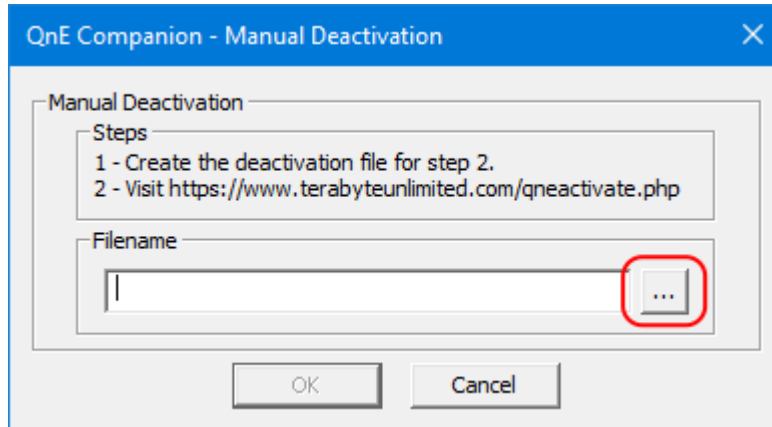 QnE Companion - Manual Deactivation
Manual Deactivation
Steps
1 - Create the deactivation file for step 2.
2 - Visit https://www.terabyteunlimited.com/qneactivate.php
Filename
...
OK
Cancel